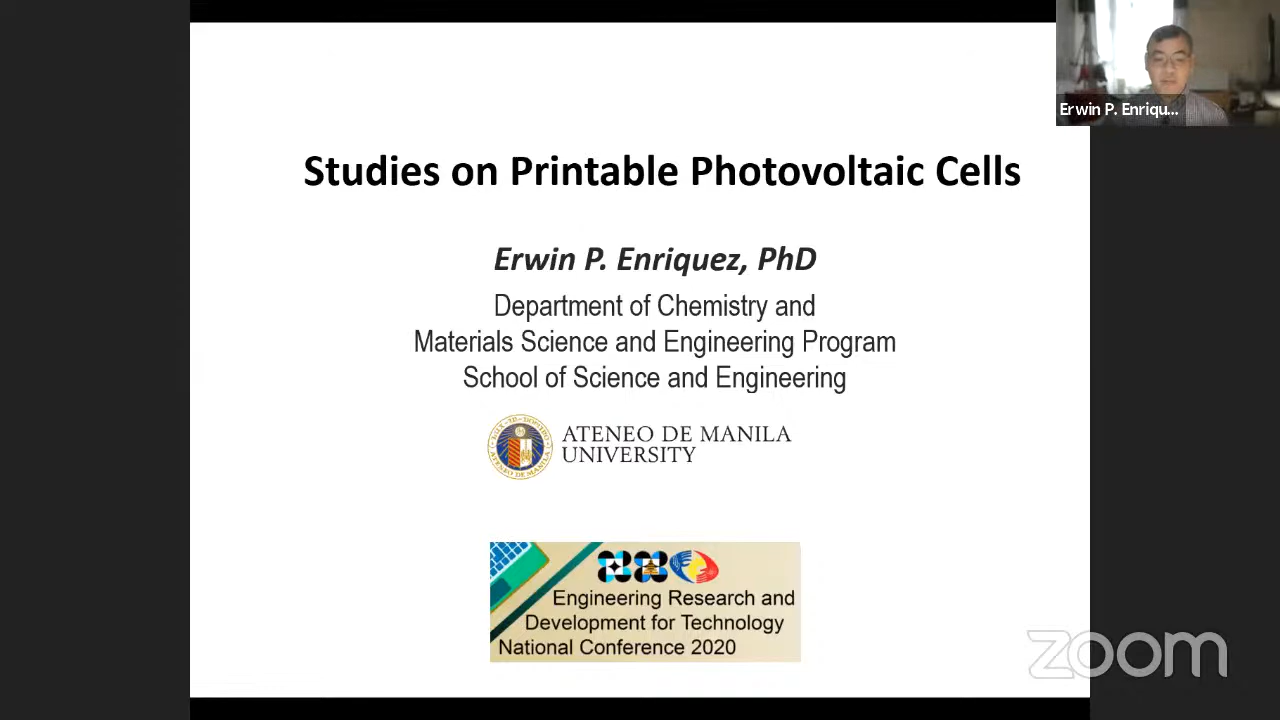 Erwin P. Enriqu...
Studies on Printable Photovoltaic Cells
Erwin P. Enriquez, PhD
Department of Chemistry and
Materials Science and Engineering Program
School of Science and Engineering
ATENEO DE MANILA
UNIVERSITY
Engineering Research and
Development for Technology
National Conference 2020
zoom